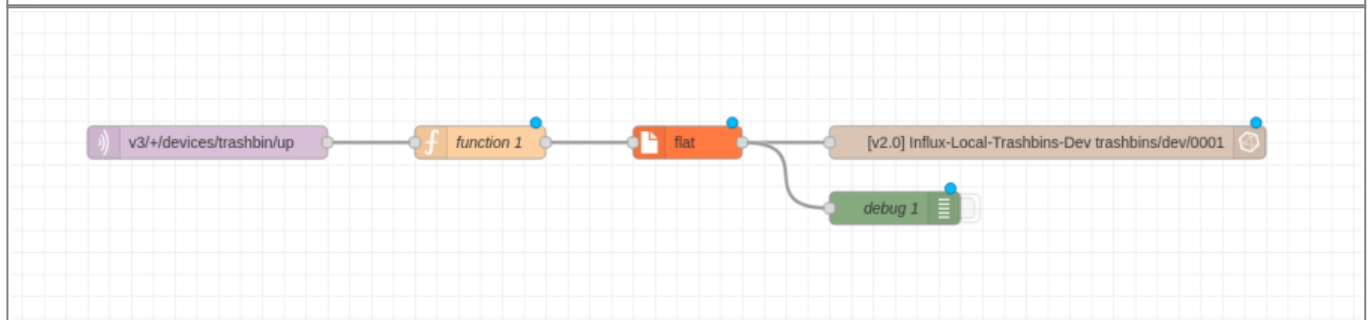 v3/+/devices/trashbin/up
function 1
flat
[v2.0] Influx-Local-Trashbins-Dev trashbins/dev/0001
debug 1